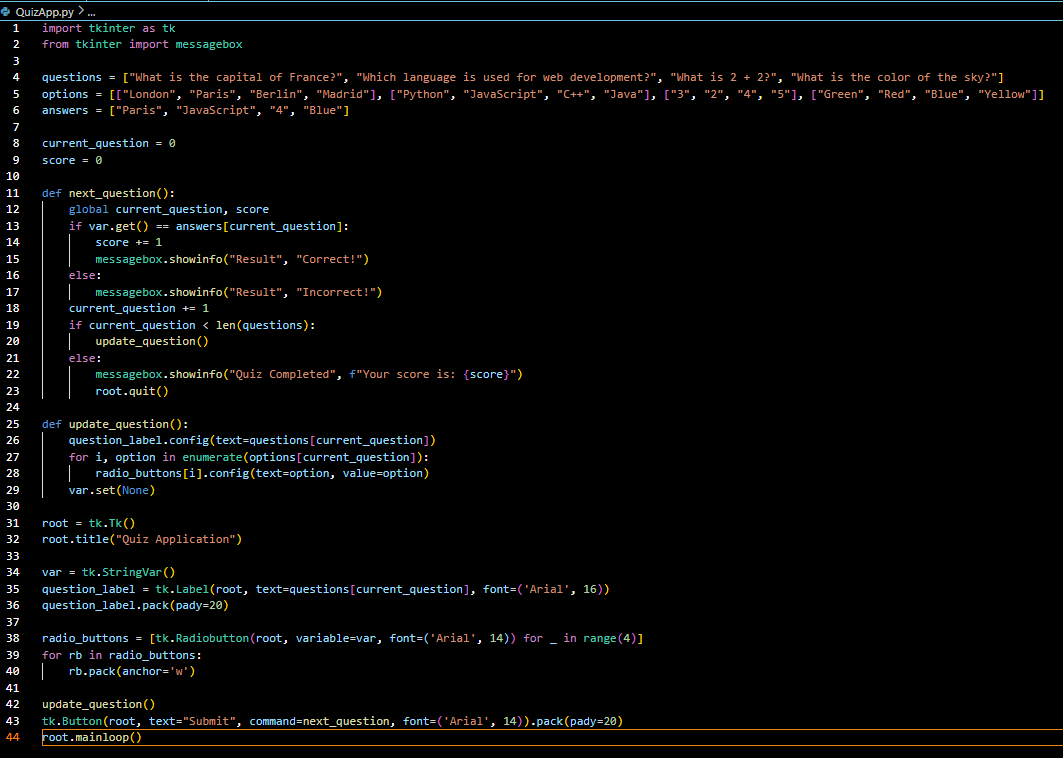 QuizApp.py > ...
1 import tkinter as tk
2 from tkinter import messagebox
3
4 questions = ["What is the capital of France?", "Which language is used for web development?", "What is 2 + 2?", "What is the color of the sky?"]
5 options = [["London", "Paris", "Berlin", "Madrid"], ["Python", "JavaScript", "C++", "Java"], ["3", "2", "4", "5"], ["Green", "Red", "Blue", "Yellow"]]
6 answers = ["Paris", "JavaScript", "4", "Blue"]
7
8 current_question = 0
9 score = 0
10
11 def next_question():
12     global current_question, score
13     if var.get() == answers[current_question]:
14         score += 1
15         messagebox.showinfo("Result", "Correct!")
16     else:
17         messagebox.showinfo("Result", "Incorrect!")
18     current_question += 1
19     if current_question < len(questions):
20         update_question()
21     else:
22         messagebox.showinfo("Quiz Completed", f"Your score is: {score}")
23         root.quit()
24
25 def update_question():
26     question_label.config(text=questions[current_question])
27     for i, option in enumerate(options[current_question]):
28         radio_buttons[i].config(text=option, value=option)
29     var.set(None)
30
31 root = tk.Tk()
32 root.title("Quiz Application")
33
34 var = tk.StringVar()
35 question_label = tk.Label(root, text=questions[current_question], font=('Arial', 16))
36 question_label.pack(pady=20)
37
38 radio_buttons = [tk.Radiobutton(root, variable=var, font=('Arial', 14)) for _ in range(4)]
39 for rb in radio_buttons:
40     rb.pack(anchor='w')
41
42 update_question()
43 tk.Button(root, text="Submit", command=next_question, font=('Arial', 14)).pack(pady=20)
44 root.mainloop()